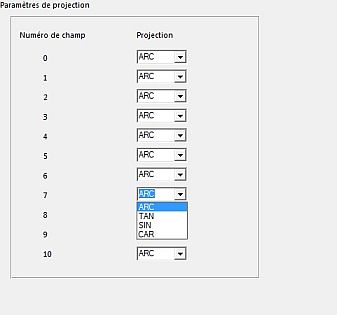 Paramètres de projection
Numéro de champ Projection
0 ARC
1 ARC
2 ARC
3 ARC
4 ARC
5 ARC
6 ARC
7 ARC
ARC
8 TAN
SIN
9 CAR
10 ARC